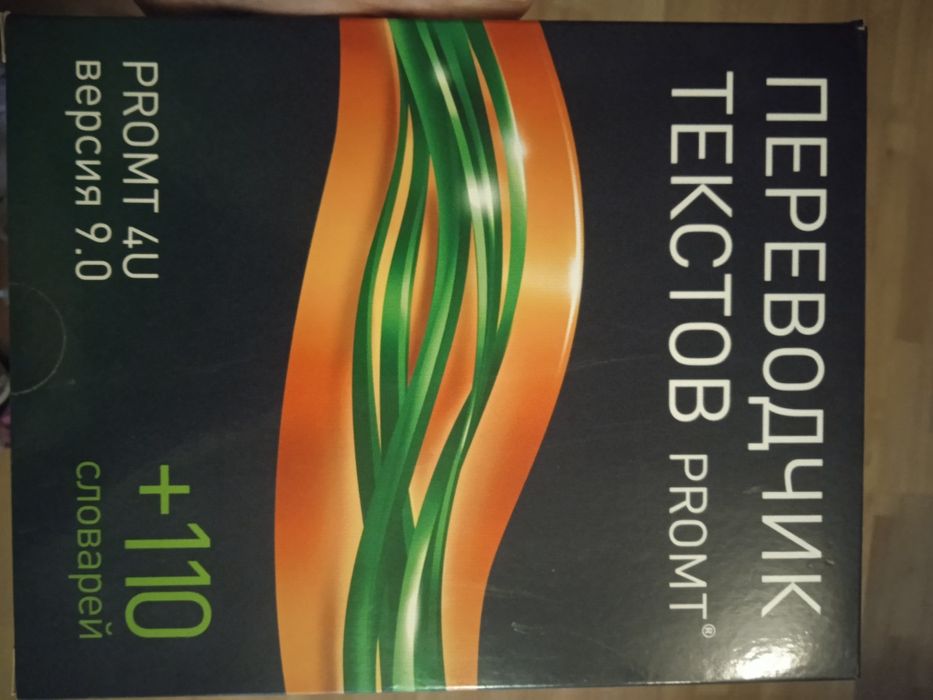 ПЕРЕВОДЧИК
ТЕКСТОВ PROMT®
PROMT 4U
версия 9.0
+110
словарей